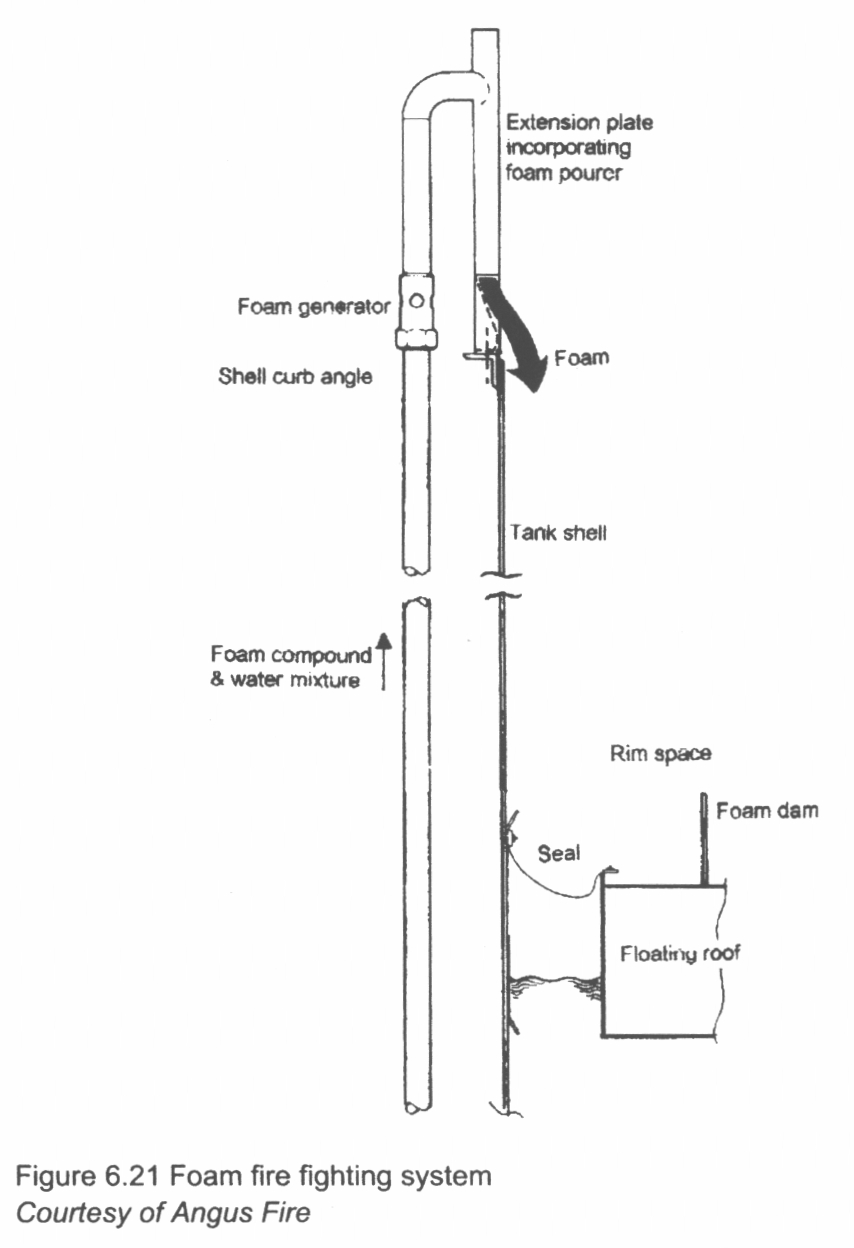 Extension plate
incorporating
foam pourer
Foam generator
Foam
Shell curb angle
Tank shell
Foam compound
& water mixture
Rim space
Foam dam
Seal
Floating roof
Figure 6.21 Foam fire fighting system
Courtesy of Angus Fire